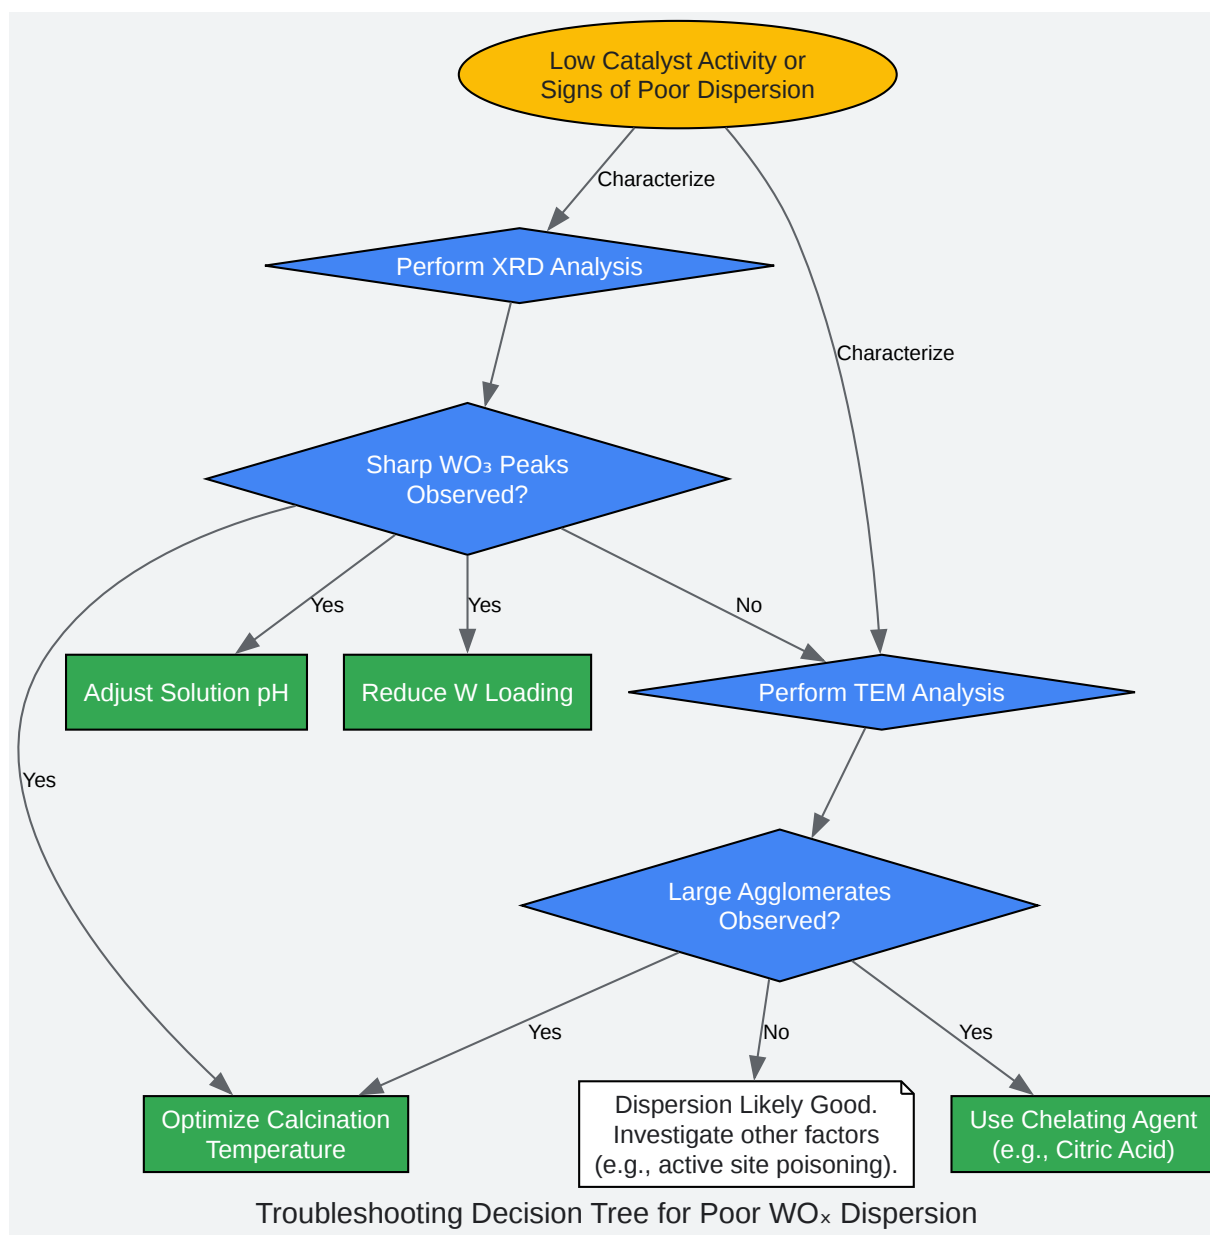 Low Catalyst Activity or
Signs of Poor Dispersion
Characterize
Perform XRD Analysis
Characterize
Sharp WO₃ Peaks
Observed?
Yes
Yes
No
Adjust Solution pH
Reduce W Loading
Perform TEM Analysis
Yes
Large Agglomerates
Observed?
Yes
No
Yes
Optimize Calcination
Temperature
Dispersion Likely Good.
Investigate other factors
(e.g., active site poisoning).
Use Chelating Agent
(e.g., Citric Acid)
Troubleshooting Decision Tree for Poor WOₓ Dispersion